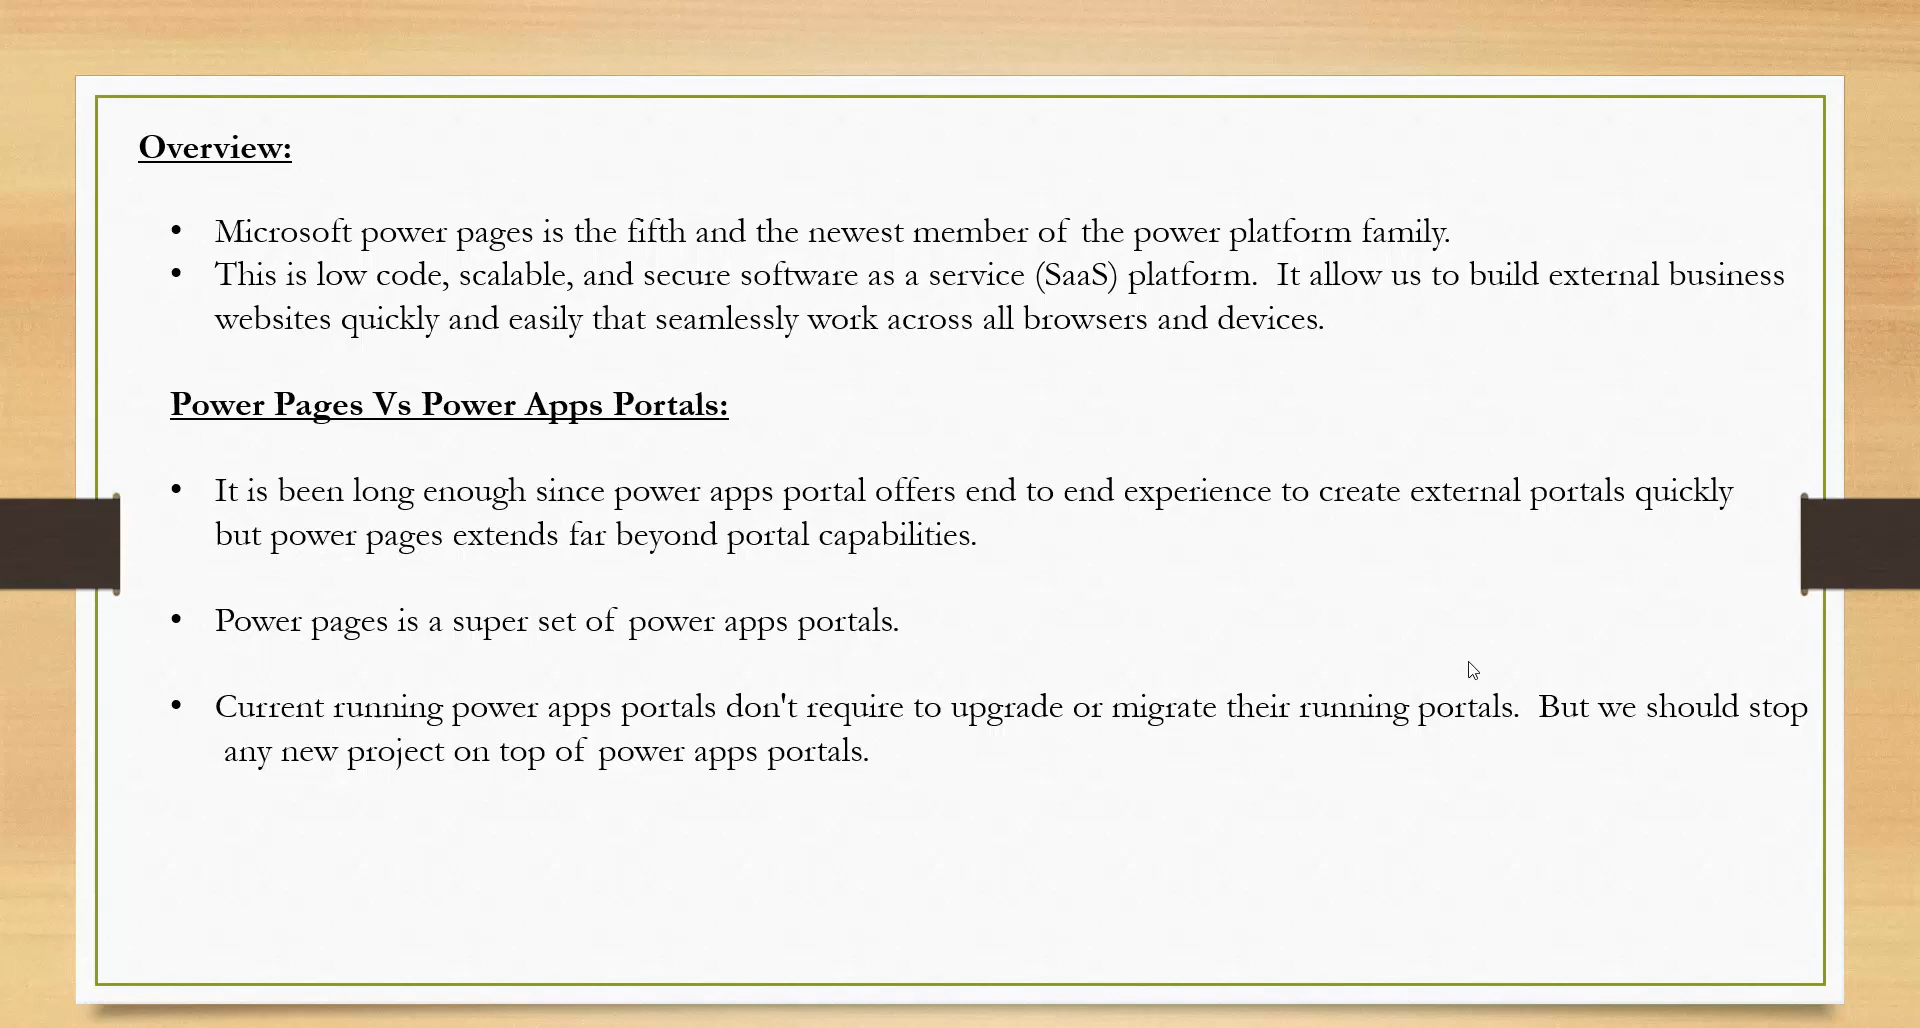 Overview:
• Microsoft power pages is the fifth and the newest member of the power platform family.
• This is low code, scalable, and secure software as a service (SaaS) platform.  It allow us to build external business
websites quickly and easily that seamlessly work across all browsers and devices.
Power Pages Vs Power Apps Portals:
• It is been long enough since power apps portal offers end to end experience to create external portals quickly
but power pages extends far beyond portal capabilities.
• Power pages is a super set of power apps portals.
• Current running power apps portals don't require to upgrade or migrate their running portals.  But we should stop
any new project on top of power apps portals.